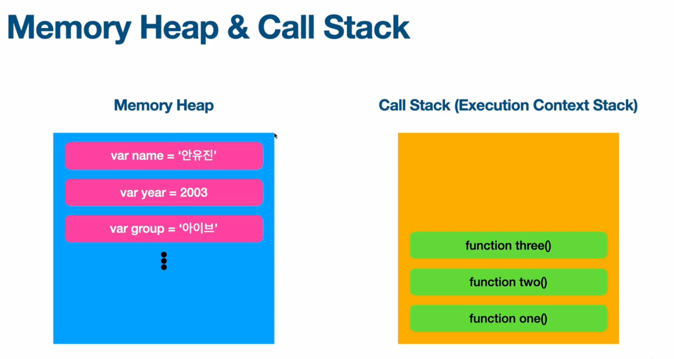 Memory Heap & Call Stack
Memory Heap
var name = ‘안유진’
var year = 2003
var group = ‘아이브’
Call Stack (Execution Context Stack)
function three()
function two()
function one()